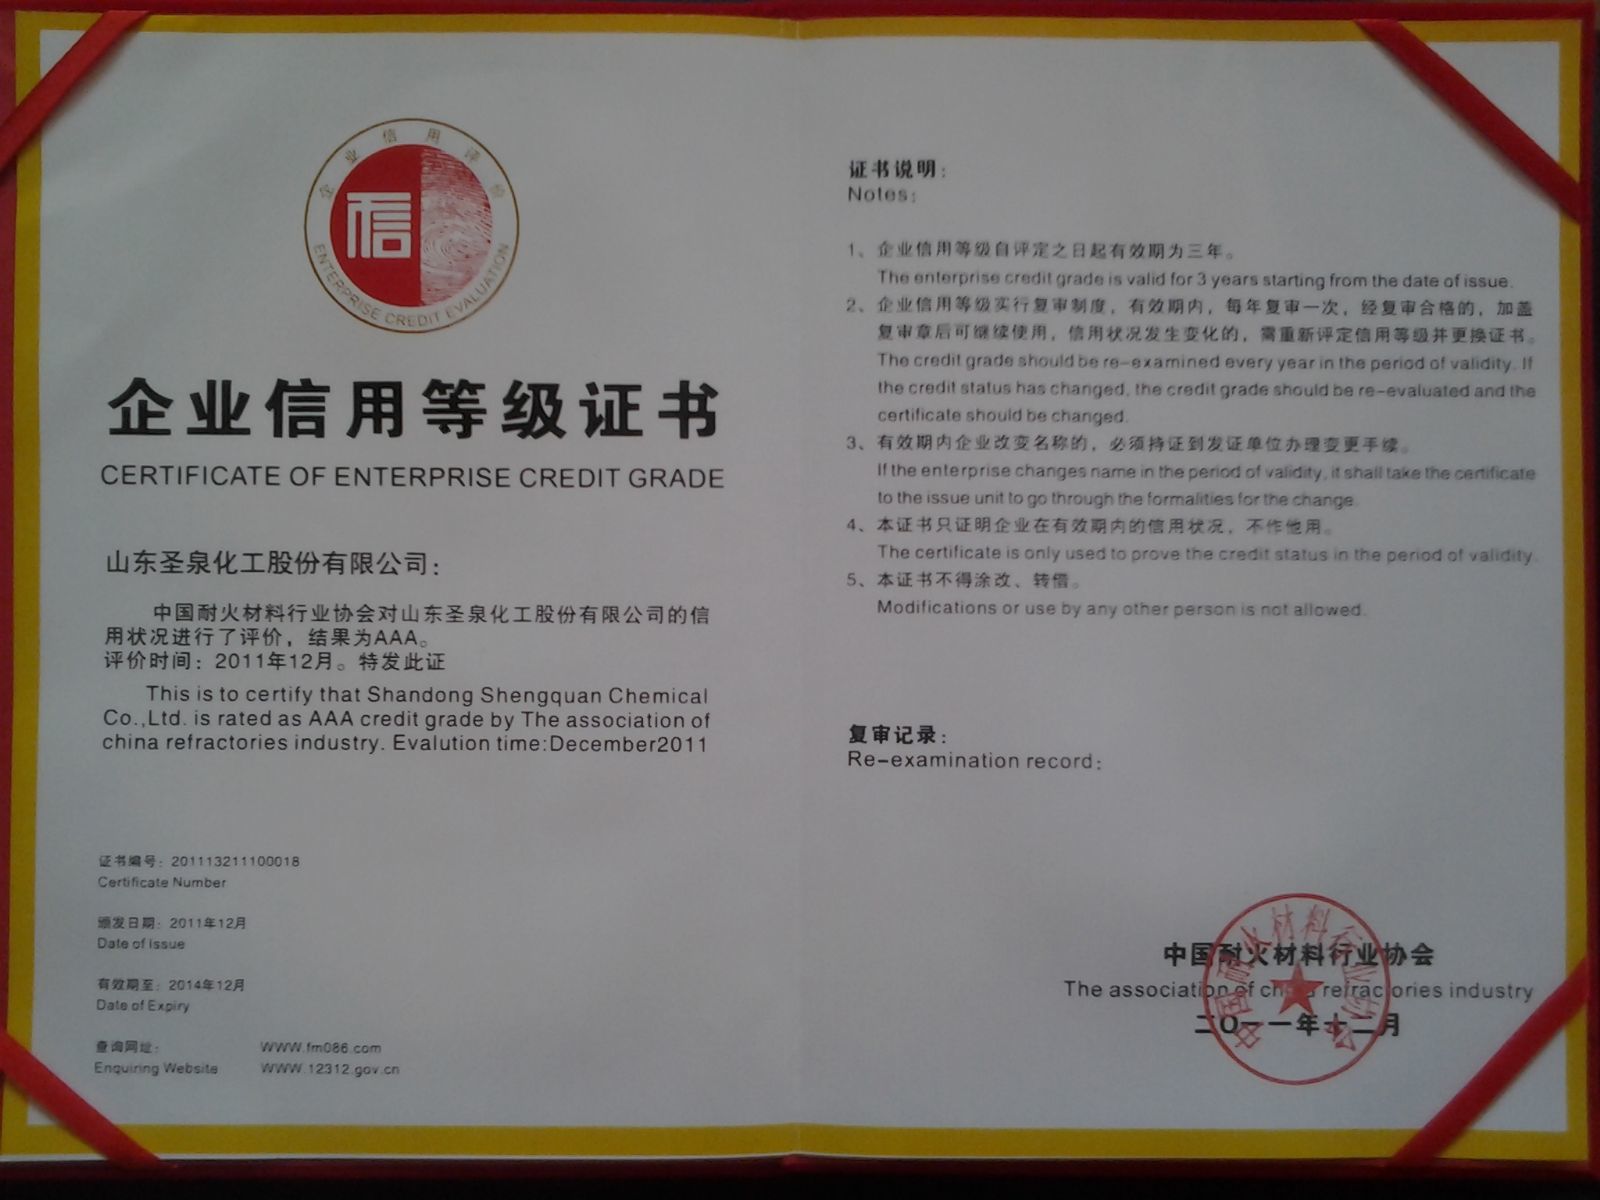 企业信用评价
信
ENTERPRISE CREDIT EVALUATION
企业信用等级证书
CERTIFICATE OF ENTERPRISE CREDIT GRADE
山东圣泉化工股份有限公司：
中国耐火材料行业协会对山东圣泉化工股份有限公司的信
用状况进行了评价，结果为AAA。
评价时间：2011年12月。特发此证
This is to certify that Shandong Shengquan Chemical
Co.,Ltd. is rated as AAA credit grade by The association of
china refractories industry. Evalution time:December2011
证书编号：201113211100018
Certificate Number
颁发日期：2011年12月
Date of Issue
有效期至：2014年12月
Date of Expiry
查询网址：
WWW.fm086.com
Enquiring Website
WWW.12312.gov.cn
证书说明：
Notes:
1、企业信用等级自评定之日起有效期为三年。
The enterprise credit grade is valid for 3 years starting from the date of issue.
2、企业信用等级实行复审制度，有效期内，每年复审一次，经复审合格的，加盖
复审章后可继续使用，信用状况发生变化的，需重新评定信用等级并更换证书。
The credit grade should be re-examined every year in the period of validity. If
the credit status has changed, the credit grade should be re-evaluated and the
certificate should be changed.
3、有效期内企业改变名称的，必须持证到发证单位办理变更手续。
If the enterprise changes name in the period of validity, it shall take the certificate
to the issue unit to go through the formalities for the change.
4、本证书只证明企业在有效期内的信用状况，不作他用。
The certificate is only used to prove the credit status in the period of validity.
5、本证书不得涂改、转借。
Modifications or use by any other person is not allowed.
复审记录：
Re-examination record:
中国耐火材料行业协会
中国耐火材料行业协会
The association of china refractories industry
二〇一一年十二月